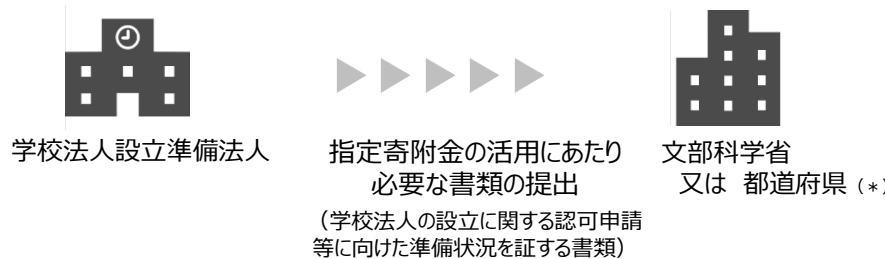 学校法人設立準備法人
指定寄附金の活用にあたり
必要な書類の提出
（学校法人の設立に関する認可申請
等に向けた準備状況を証する書類）
文部科学省
又は 都道府県（＊）